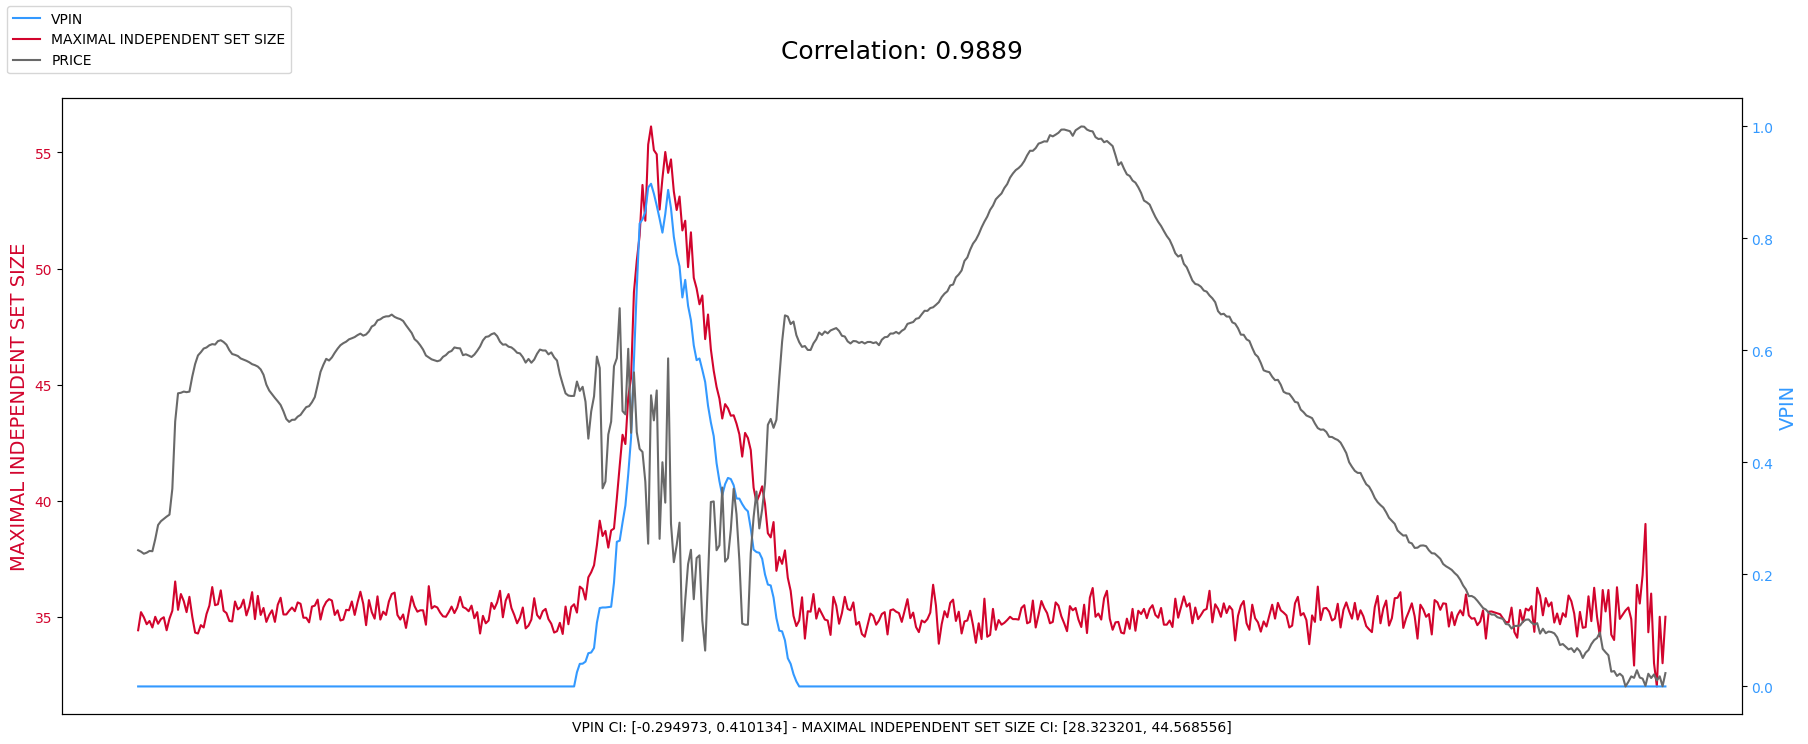 VPIN
MAXIMAL INDEPENDENT SET SIZE
PRICE
Correlation: 0.9889
MAXIMAL INDEPENDENT SET SIZE
55
50
45
40
35
1.0
0.8
0.6
0.4
0.2
0.0
VPIN
VPIN CI: [-0.294973, 0.410134] - MAXIMAL INDEPENDENT SET SIZE CI: [28.323201, 44.568556]